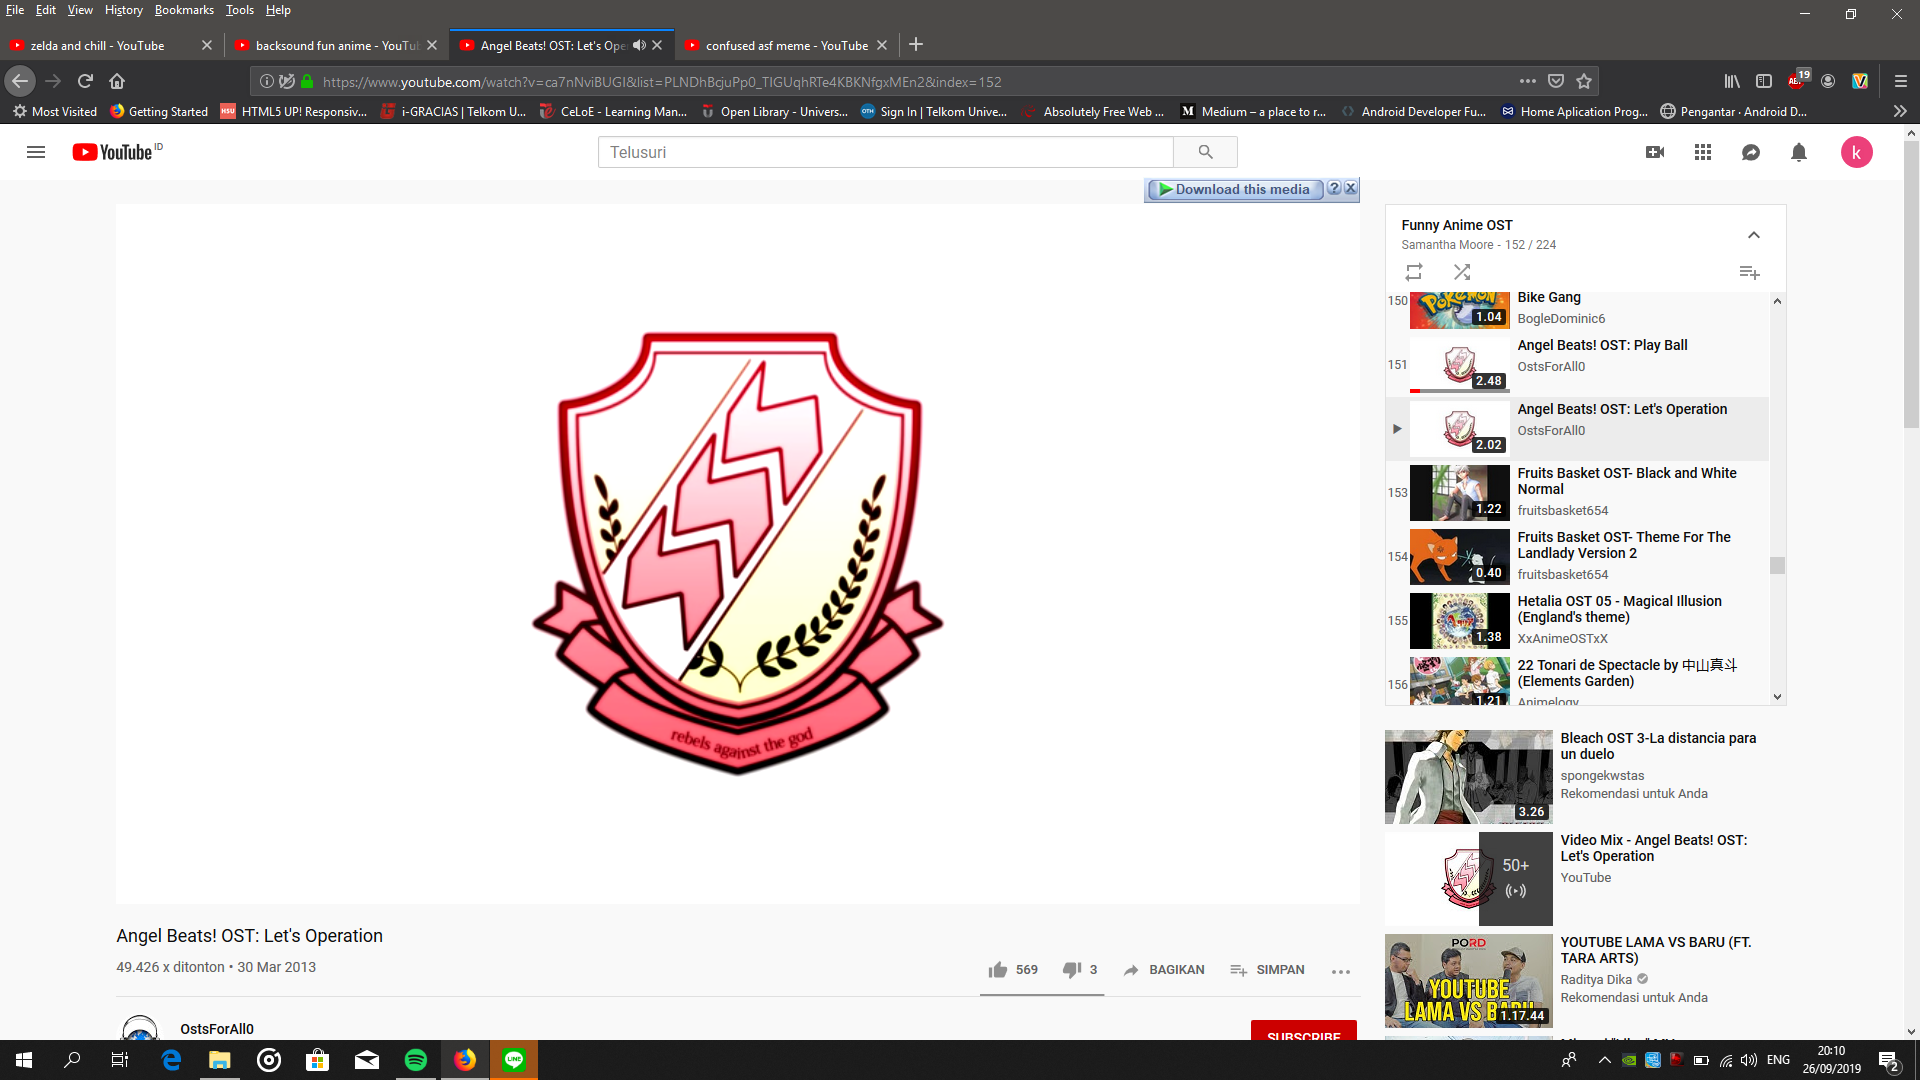 File Edit View History Bookmarks Tools Help
zelda and chill - YouTube
backsound fun anime - YouTu
Angel Beats! OST: Let's Ope
confused asf meme - YouTube
https://www.youtube.com/watch?v=ca7nNviBUGI&list=PLNDhBcjuPp0_TIGUqhRTe4KBKNfgxMEn2&index=152
19
Most Visited
Getting Started
HTML5 UP! Responsiv...
i-GRACIAS | Telkom U...
CeLoE - Learning Man...
Open Library - Univers...
Sign In | Telkom Unive...
Absolutely Free Web ...
Medium – a place to r...
Android Developer Fu...
Home Aplication Prog...
Pengantar · Android D...
YouTube ID
Telusuri
k
Download this media ? X
rebels against the god
Funny Anime OST
Samantha Moore - 152 / 224
150
POKéMON
1.04
Bike Gang
BogleDominic6
151
2.48
Angel Beats! OST: Play Ball
OstsForAll0
2.02
Angel Beats! OST: Let's Operation
OstsForAll0
153
1.22
Fruits Basket OST- Black and White
Normal
fruitsbasket654
154
0.40
Fruits Basket OST- Theme For The
Landlady Version 2
fruitsbasket654
155
1.38
Hetalia OST 05 - Magical Illusion
(England's theme)
XxAnimeOSTxX
156
1.21
22 Tonari de Spectacle by 中山真斗
(Elements Garden)
Animelogy
3.26
Bleach OST 3-La distancia para
un duelo
spongekwstas
Rekomendasi untuk Anda
50+
Video Mix - Angel Beats! OST:
Let's Operation
YouTube
PORD
YOUTUBE
LAMA VS BARU
1.17.44
YOUTUBE LAMA VS BARU (FT.
TARA ARTS)
Raditya Dika
Rekomendasi untuk Anda
Angel Beats! OST: Let's Operation
49.426 x ditonton • 30 Mar 2013
569
3
BAGIKAN
SIMPAN
OstsForAll0
SUBSCRIBE
LINE
ENG
20:10
26/09/2019
2